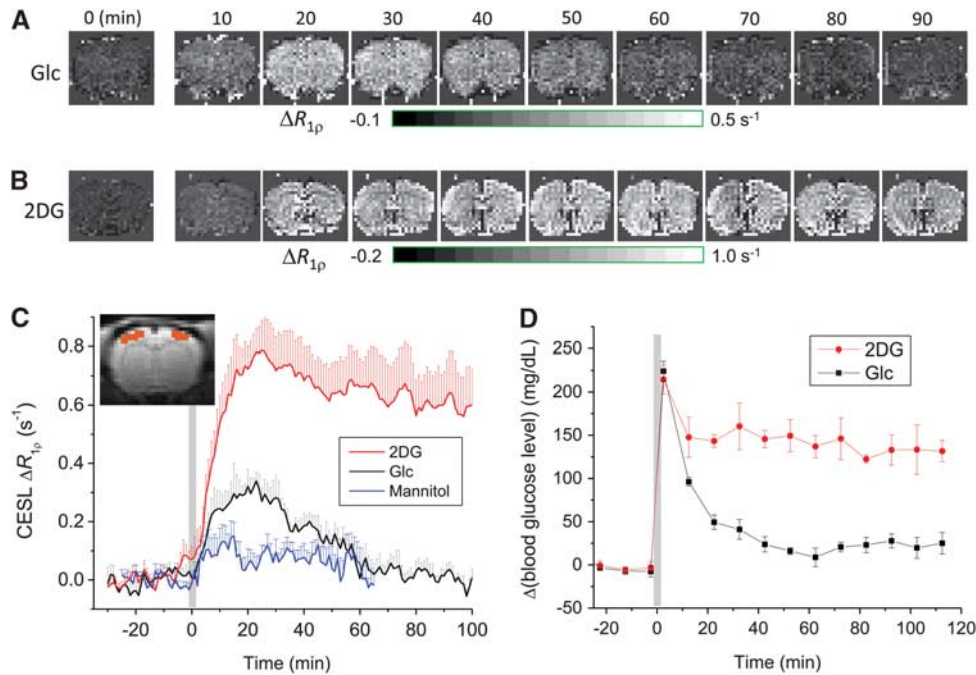 A
0 (min) 10 20 30 40 50 60 70 80 90
Glc
ΔR1ρ -0.1 0.5 s-1
B
2DG
ΔR1ρ -0.2 1.0 s-1
C
CESL ΔR1ρ (s-1)
0.8
0.6
0.4
0.2
0.0
2DG
Glc
Mannitol
-20 0 20 40 60 80 100
Time (min)
D
Δ(blood glucose level) (mg/dL)
250
200
150
100
50
0
-50
2DG
Glc
-20 0 20 40 60 80 100 120
Time (min)